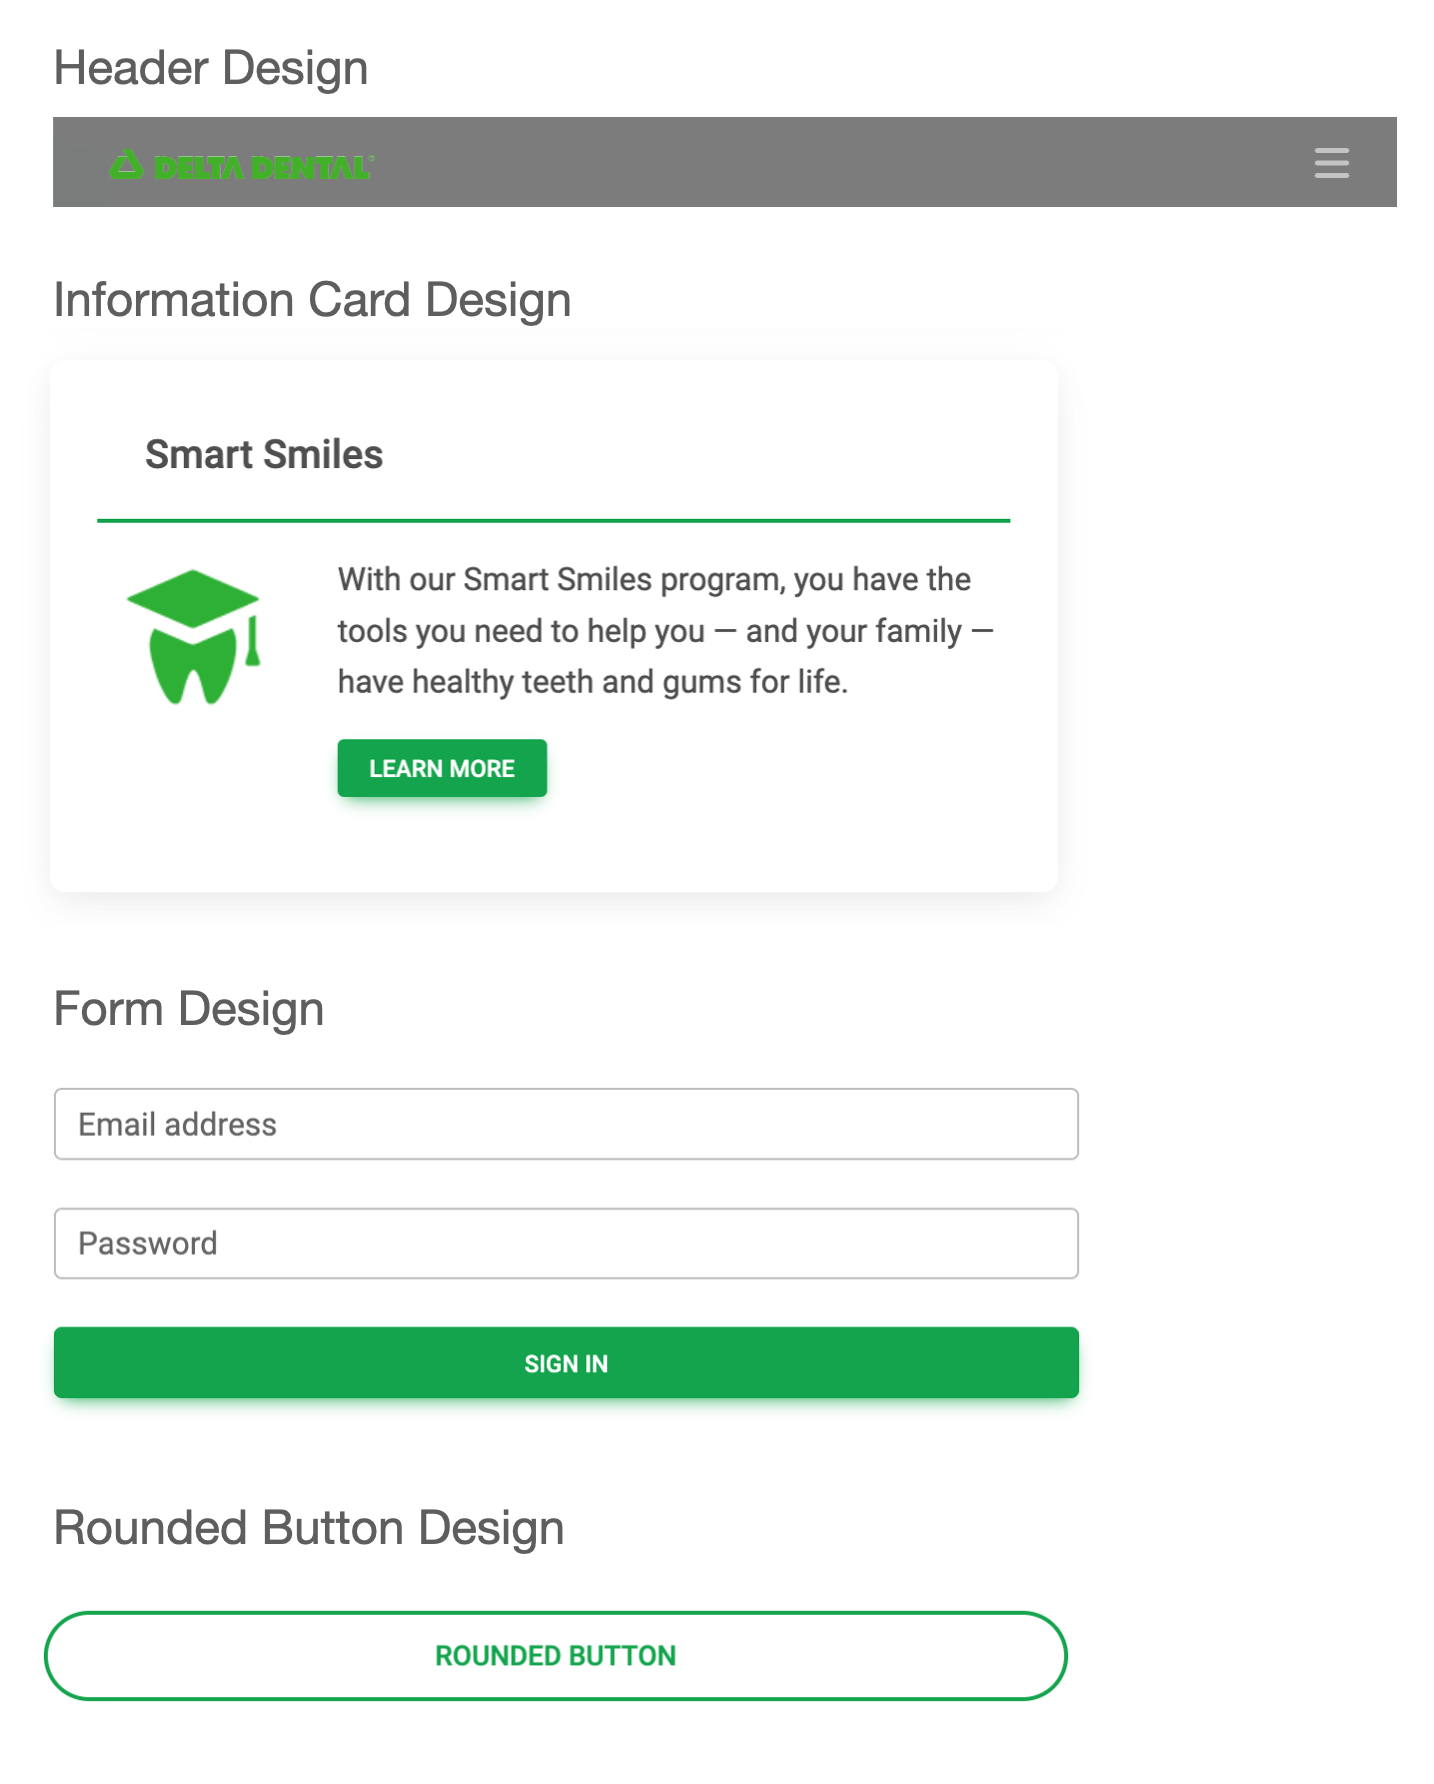 Header Design
DELTA DENTAL®
Information Card Design
Smart Smiles
With our Smart Smiles program, you have the
tools you need to help you — and your family —
have healthy teeth and gums for life.
LEARN MORE
Form Design
Email address
Password
SIGN IN
Rounded Button Design
ROUNDED BUTTON